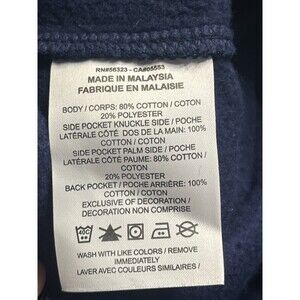 RN#56323 - CA#05553
MADE IN MALAYSIA
FABRIQUE EN MALAISIE
BODY / CORPS: 80% COTTON / COTON
20% POLYESTER
SIDE POCKET KNUCKLE SIDE / POCHE
LATÉRALE CÔTÉ DOS DE LA MAIN: 100%
COTTON / COTON
SIDE POCKET PALM SIDE / POCHE
LATÉRALE CÔTÉ PAUME: 80% COTTON /
COTON
20% POLYESTER
BACK POCKET / POCHE ARRIÈRE: 100%
COTTON / COTON
EXCLUSIVE OF DECORATION /
DECORATION NON COMPRISE
WASH WITH LIKE COLORS / REMOVE
IMMEDIATELY
LAVER AVEC COULEURS SIMILAIRES /